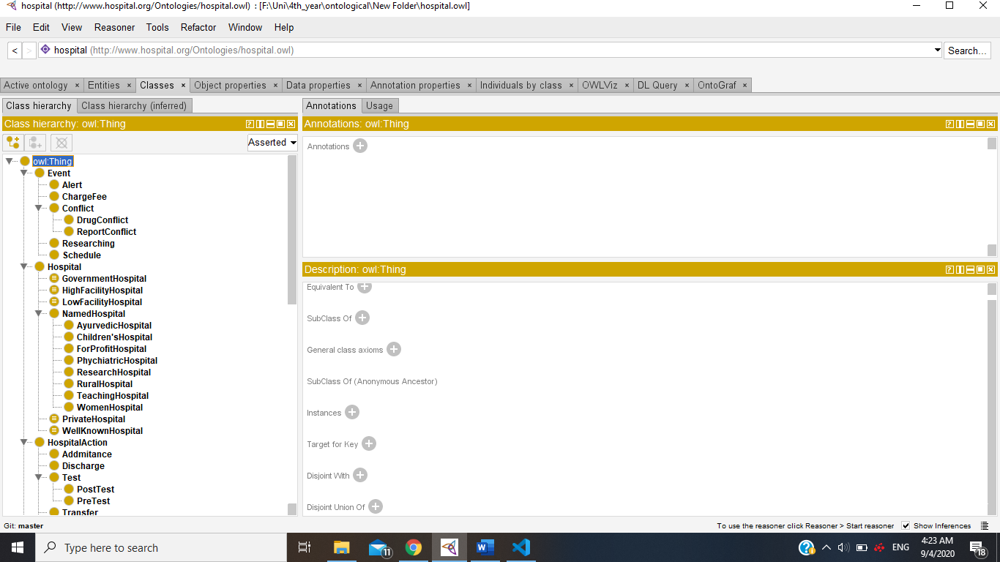 hospital (http://www.hospital.org/Ontologies/hospital.owl) : [F:\Uni\4th_year\ontological\New Folder\hospital.owl]
File Edit View Reasoner Tools Refactor Window Help
< > hospital (http://www.hospital.org/Ontologies/hospital.owl) Search...
Active ontology × Entities × Classes × Object properties × Data properties × Annotation properties × Individuals by class × OWLViz × DL Query × OntoGraf ×
Class hierarchy Class hierarchy (inferred)
Class hierarchy: owl:Thing
Asserted
owl:Thing
Event
Alert
ChargeFee
Conflict
DrugConflict
ReportConflict
Researching
Schedule
Hospital
GovernmentHospital
HighFacilityHospital
LowFacilityHospital
NamedHospital
AyurvedicHospital
Children'sHospital
ForProfitHospital
PhychiatricHospital
ResearchHospital
RuralHospital
TeachingHospital
WomenHospital
PrivateHospital
WellKnownHospital
HospitalAction
Addmitance
Discharge
Test
PostTest
PreTest
Transfer
Annotations Usage
Annotations: owl:Thing
Annotations
Description: owl:Thing
Equivalent To
SubClass Of
General class axioms
SubClass Of (Anonymous Ancestor)
Instances
Target for Key
Disjoint With
Disjoint Union Of
Git: master
To use the reasoner click Reasoner > Start reasoner Show Inferences
Type here to search
11
ENG
4:23 AM
9/4/2020
18